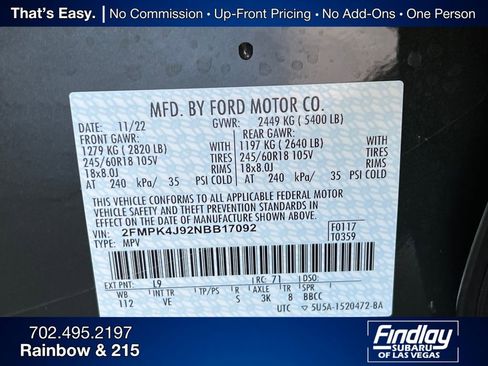 That's Easy. | No Commission • Up-Front Pricing • No Add-Ons • One Person
MFD. BY FORD MOTOR CO.
DATE: 11/22 GVWR: 2449 KG ( 5400 LB)
FRONT GAWR: REAR GAWR:
1279 KG ( 2820 LB) 1197 KG ( 2640 LB)
245/60R18 105V TIRES 245/60R18 105V TIRES
18x8.0J RIMS 18x8.0J RIMS
AT 240 kPa/ 35 PSI COLD AT 240 kPa/ 35 PSI COLD
THIS VEHICLE CONFORMS TO ALL APPLICABLE FEDERAL MOTOR
VEHICLE SAFETY AND THEFT PREVENTION STANDARDS IN
EFFECT ON THE DATE OF MANUFACTURE SHOWN ABOVE.
VIN: 2FMPK4J92NBB17092 F0117
TYPE: MPV T0359
EXT PNT: L9 RC: 71 DSO:
WB INT TR TP/PS R AXLE TR SPR
112 VE S 3K 8 BBCC
UTC ▽ 5U5A-1520472-BA
702.495.2197
Rainbow & 215
Findlay
SUBARU
OF LAS VEGAS